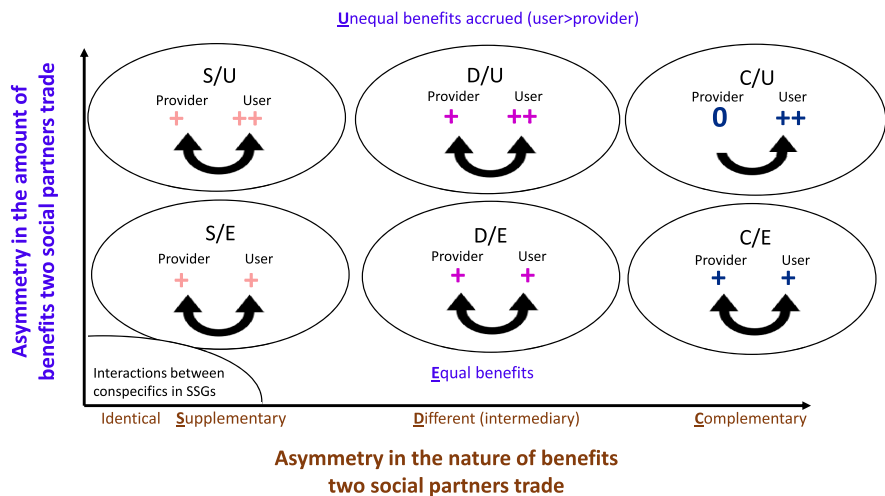 Unequal benefits accrued (user>provider)
Asymmetry in the amount of
benefits two social partners trade
S/U
Provider User
+ ++
D/U
Provider User
+ ++
C/U
Provider User
0 ++
S/E
Provider User
+ +
D/E
Provider User
+ +
C/E
Provider User
+ +
Interactions between
conspecifics in SSGs
Equal benefits
Identical Supplementary Different (intermediary) Complementary
Asymmetry in the nature of benefits
two social partners trade